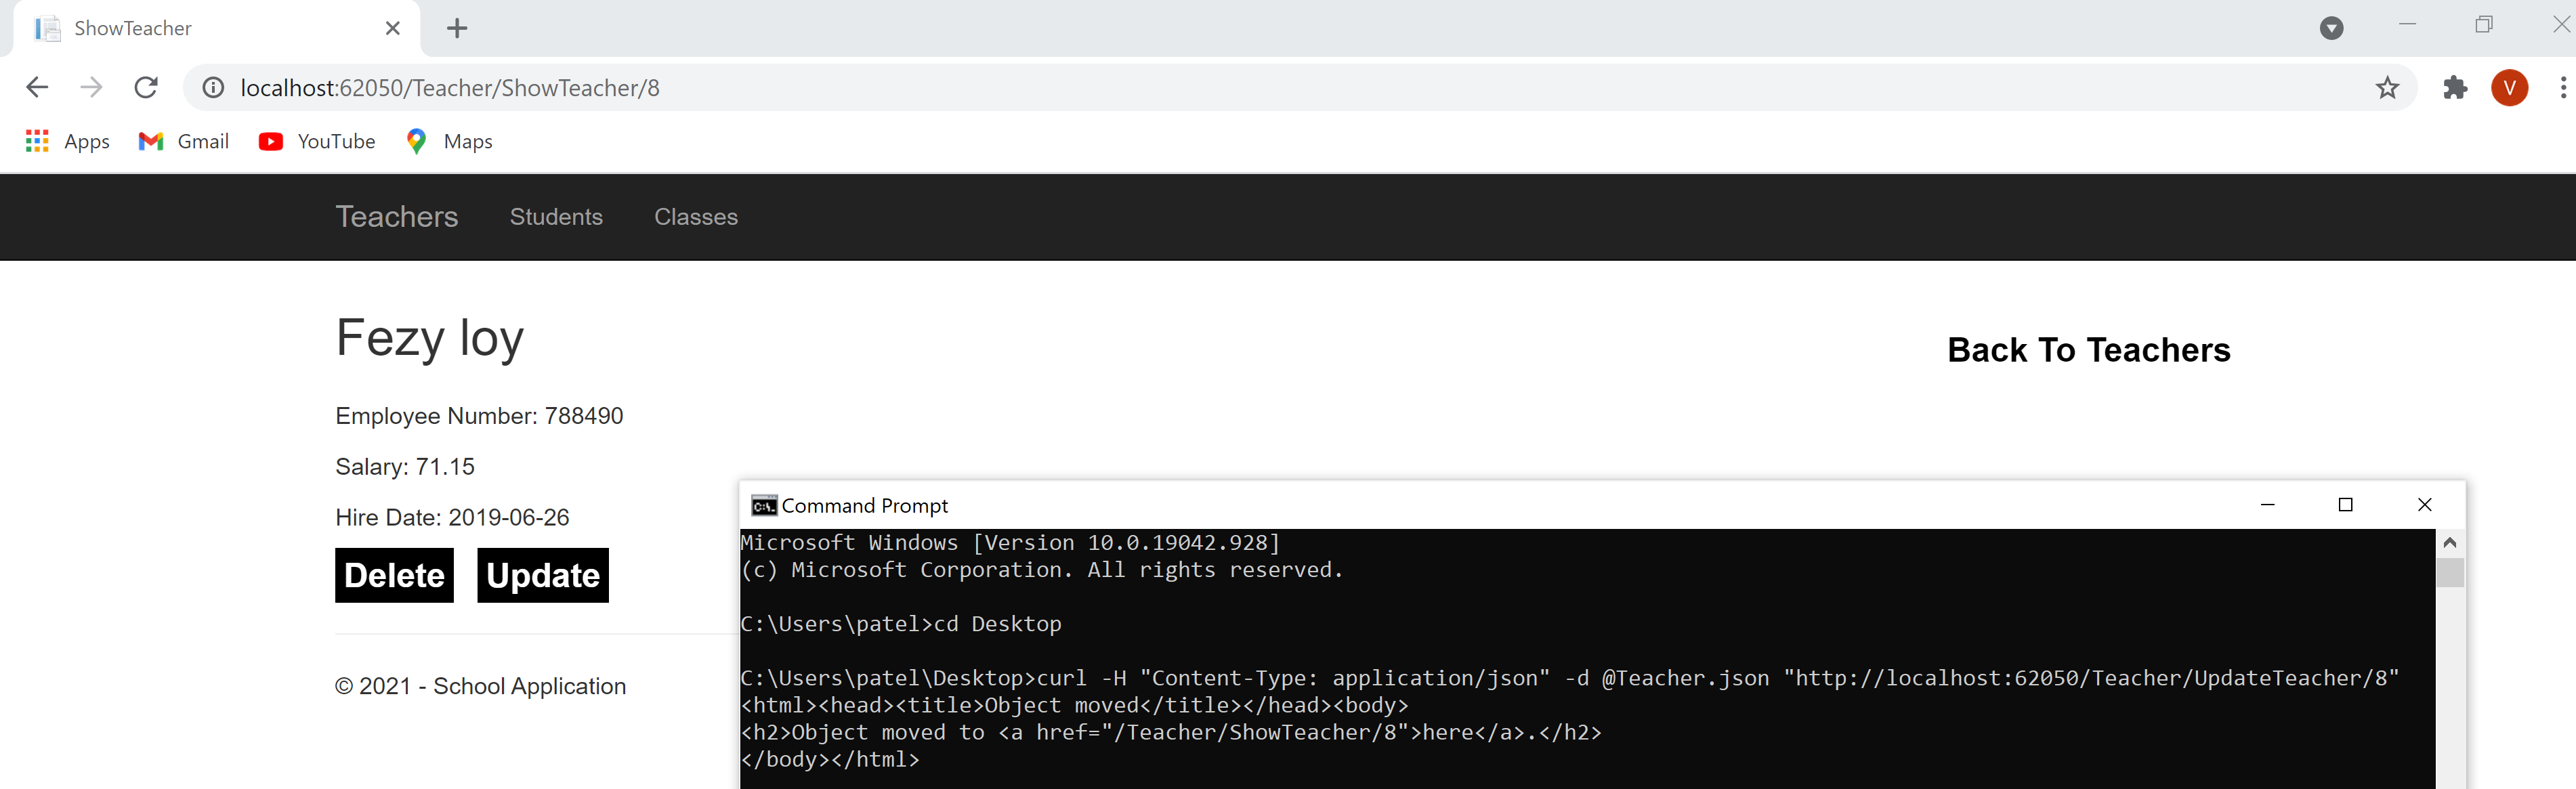 ShowTeacher
localhost:62050/Teacher/ShowTeacher/8
V
Apps Gmail YouTube Maps
Teachers Students Classes
Fezy loy
Back To Teachers
Employee Number: 788490
Salary: 71.15
Hire Date: 2019-06-26
Delete Update
© 2021 - School Application
C:\.
Command Prompt
Microsoft Windows [Version 10.0.19042.928]
(c) Microsoft Corporation. All rights reserved.
C:\Users\patel>cd Desktop
C:\Users\patel\Desktop>curl -H "Content-Type: application/json" -d @Teacher.json "http://localhost:62050/Teacher/UpdateTeacher/8"
<html><head><title>Object moved</title></head><body>
<h2>Object moved to <a href="/Teacher/ShowTeacher/8">here</a>.</h2>
</body></html>